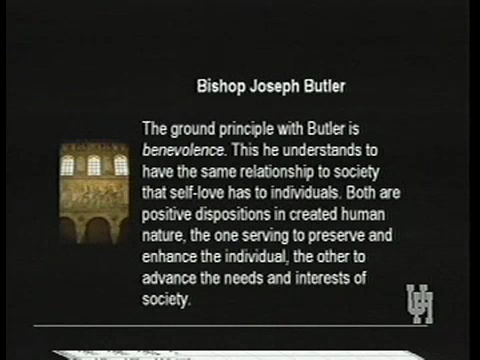 Bishop Joseph Butler
The ground principle with Butler is
benevolence. This he understands to
have the same relationship to society
that self-love has to individuals. Both are
positive dispositions in created human
nature, the one serving to preserve and
enhance the individual, the other to
advance the needs and interests of
society.
UH